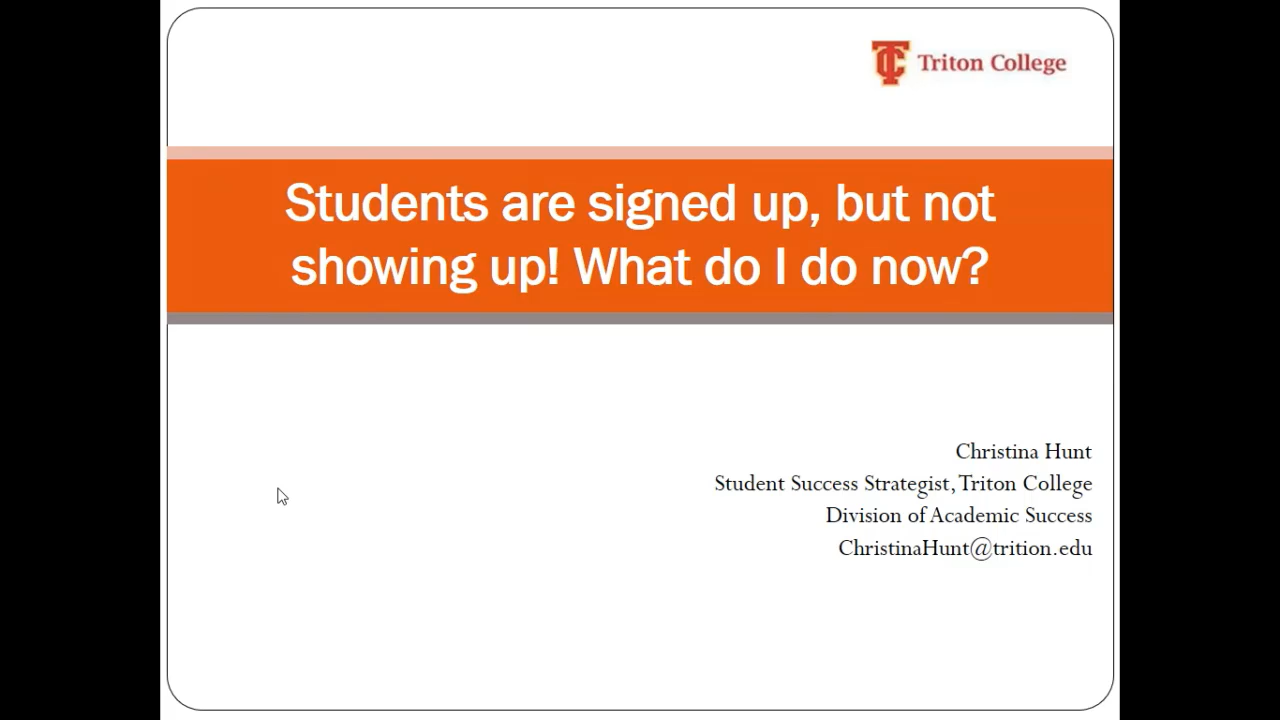 TC Triton College
Students are signed up, but not
showing up! What do I do now?
Christina Hunt
Student Success Strategist, Triton College
Division of Academic Success
ChristinaHunt@trition.edu